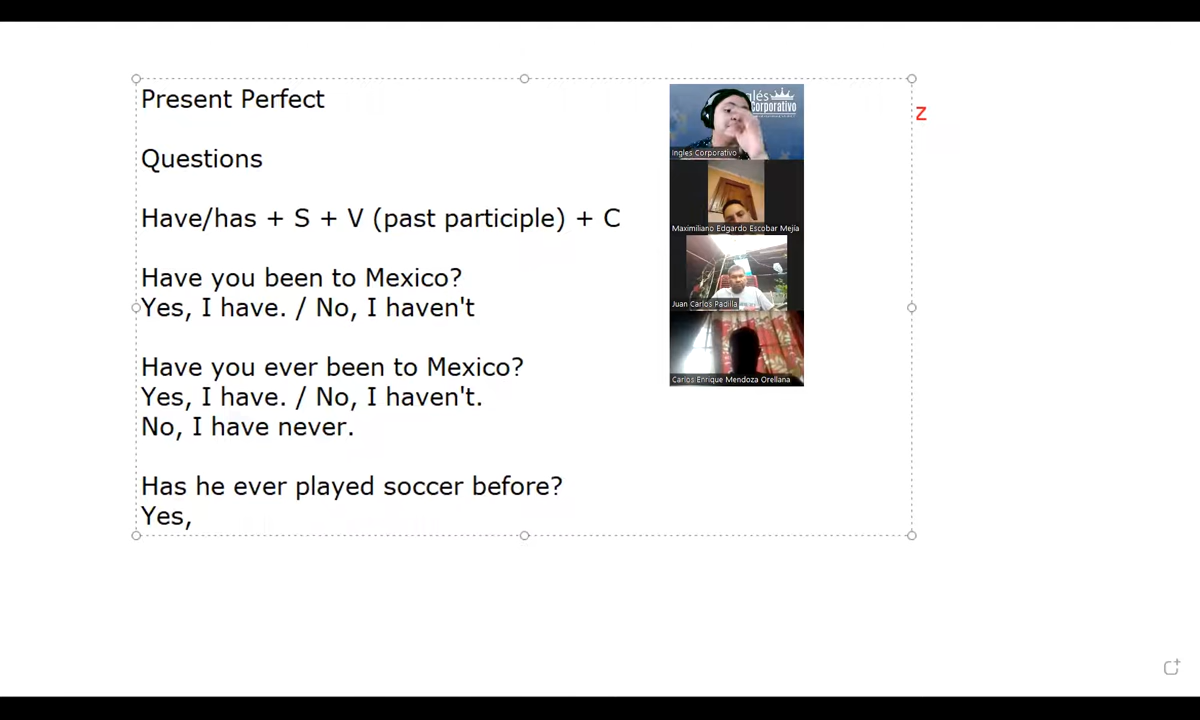 Present Perfect
Questions
Have/has + S + V (past participle) + C
Have you been to Mexico?
Yes, I have. / No, I haven't
Have you ever been to Mexico?
Yes, I have. / No, I haven't.
No, I have never.
Has he ever played soccer before?
Yes,
glés
corporativo
Ingles Corporativo
Maximiliano Edgardo Escobar Mejía
Juan Carlos Padilla
Carlos Enrique Mendoza Orellana
z